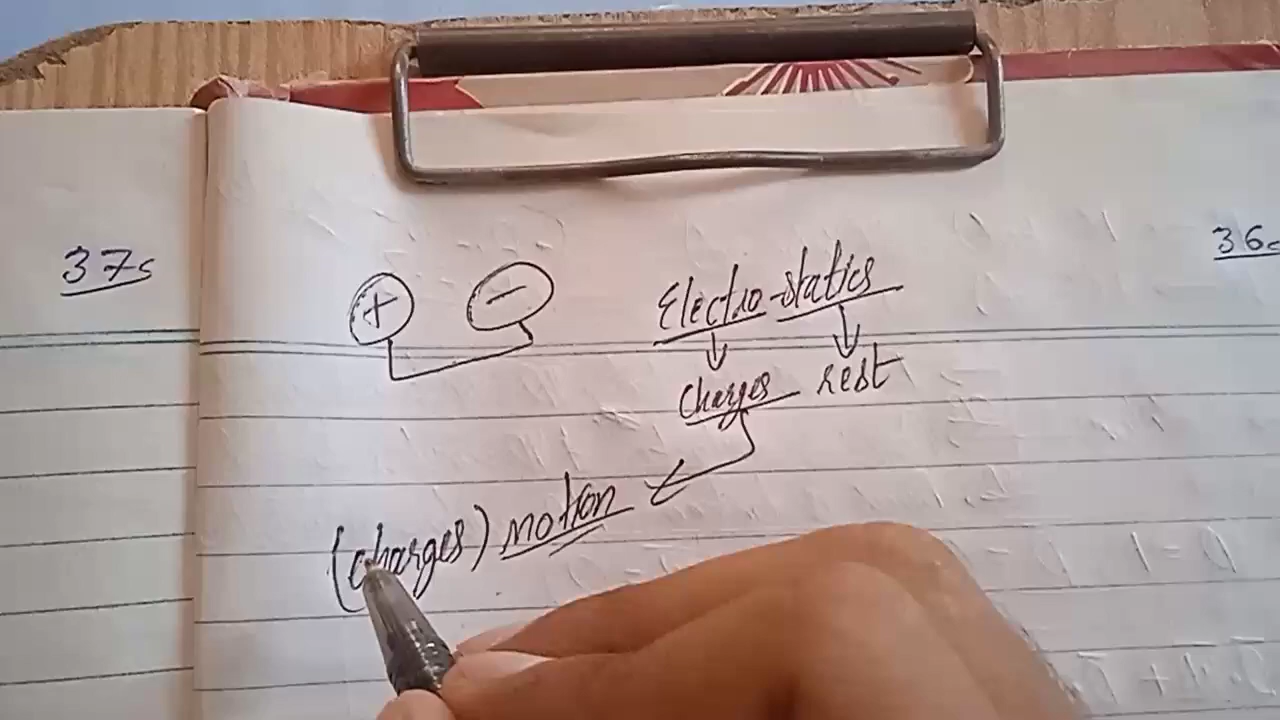 37s
36
+ − Electro-statics
charges rest
(charges) motion